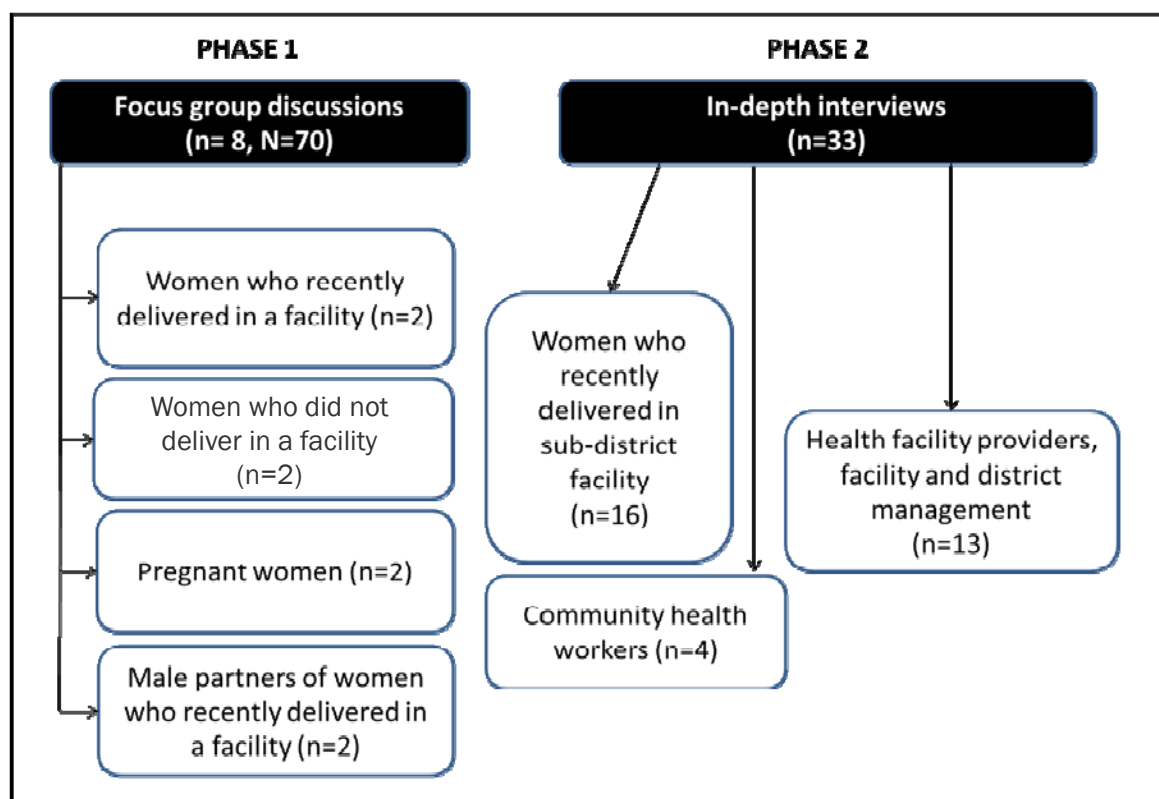 PHASE 1
Focus group discussions
(n= 8, N=70)
Women who recently
delivered in a facility (n=2)
Women who did not
deliver in a facility
(n=2)
Pregnant women (n=2)
Male partners of women
who recently delivered in
a facility (n=2)
PHASE 2
In-depth interviews
(n=33)
Women who
recently
delivered in
sub-district
facility
(n=16)
Community health
workers (n=4)
Health facility providers,
facility and district
management
(n=13)